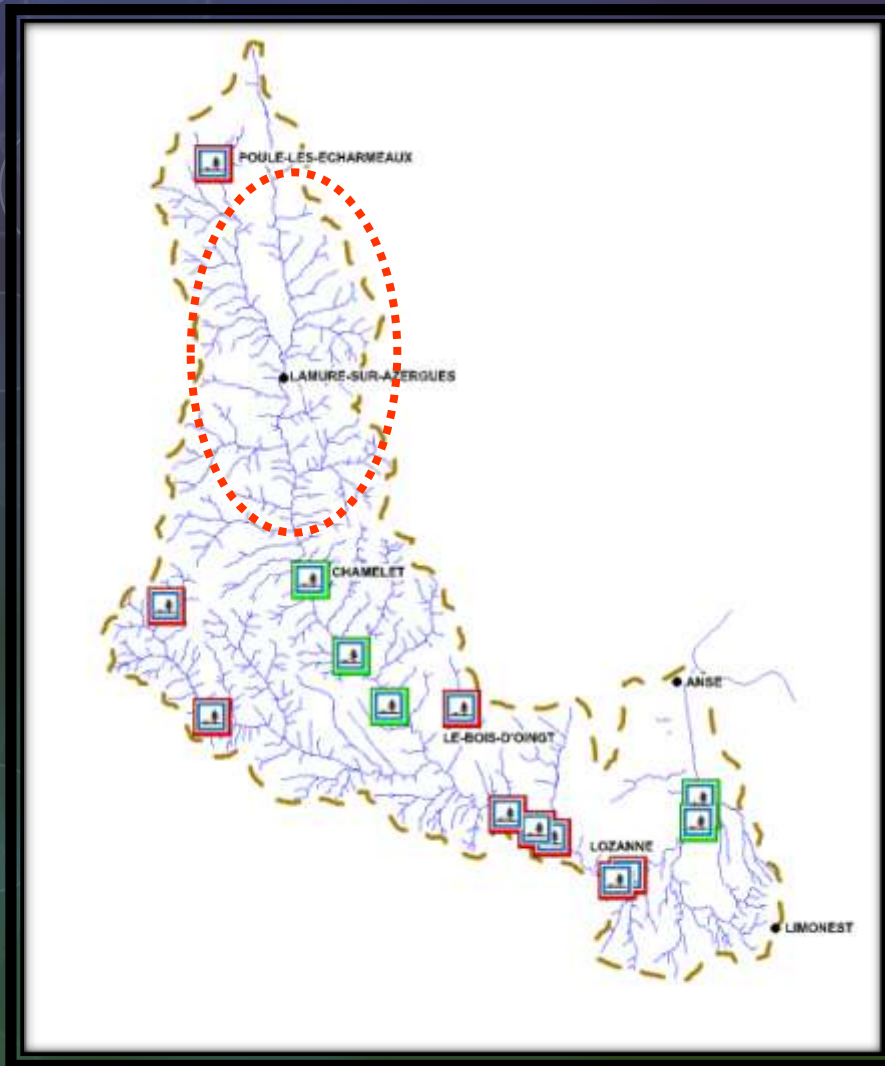 POULE-LES-ECHARMEAUX
LAMURE-SUR-AZERGUES
CHAMELET
ANSE
LE-BOIS-D'OINGT
LOZANNE
LIMONEST